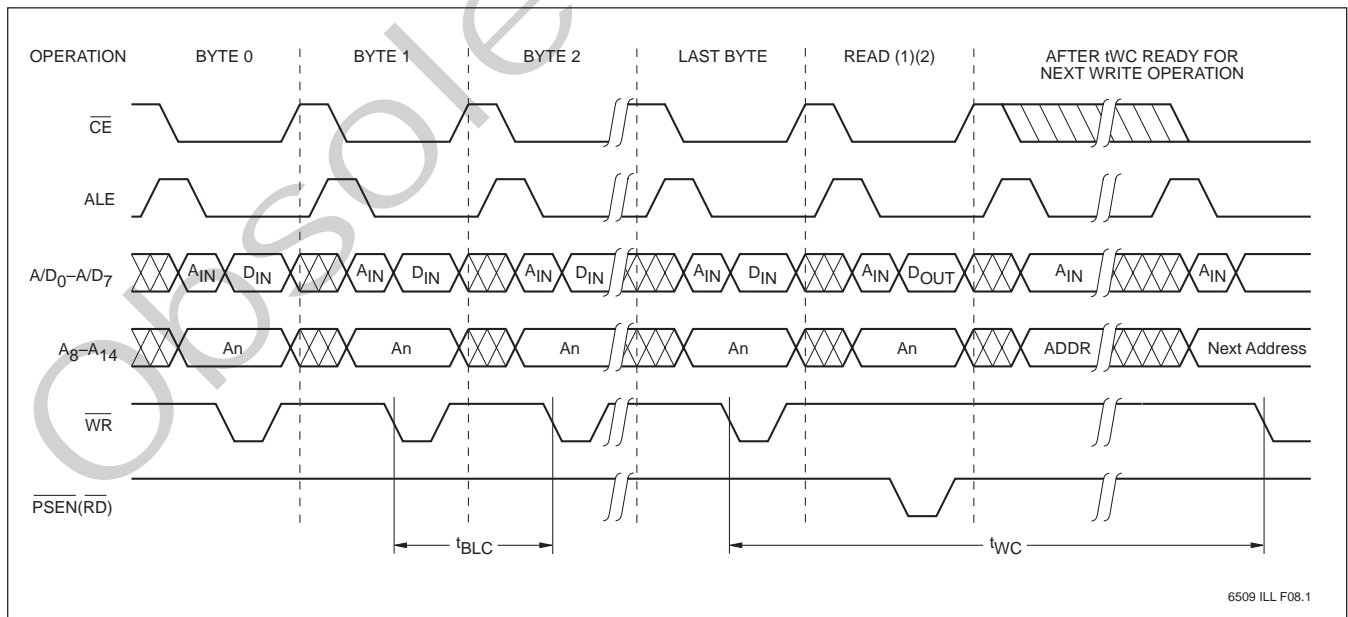 OPERATION BYTE 0 BYTE 1 BYTE 2 LAST BYTE READ (1)(2) AFTER tWC READY FOR
NEXT WRITE OPERATION
CE
ALE
A/D0–A/D7 AIN DIN AIN DIN AIN DIN AIN DIN AIN DOUT AIN AIN
A8–A14 An An An An An ADDR Next Address
WR
PSEN(RD)
tBLC tWC
6509 ILL F08.1
Obsole